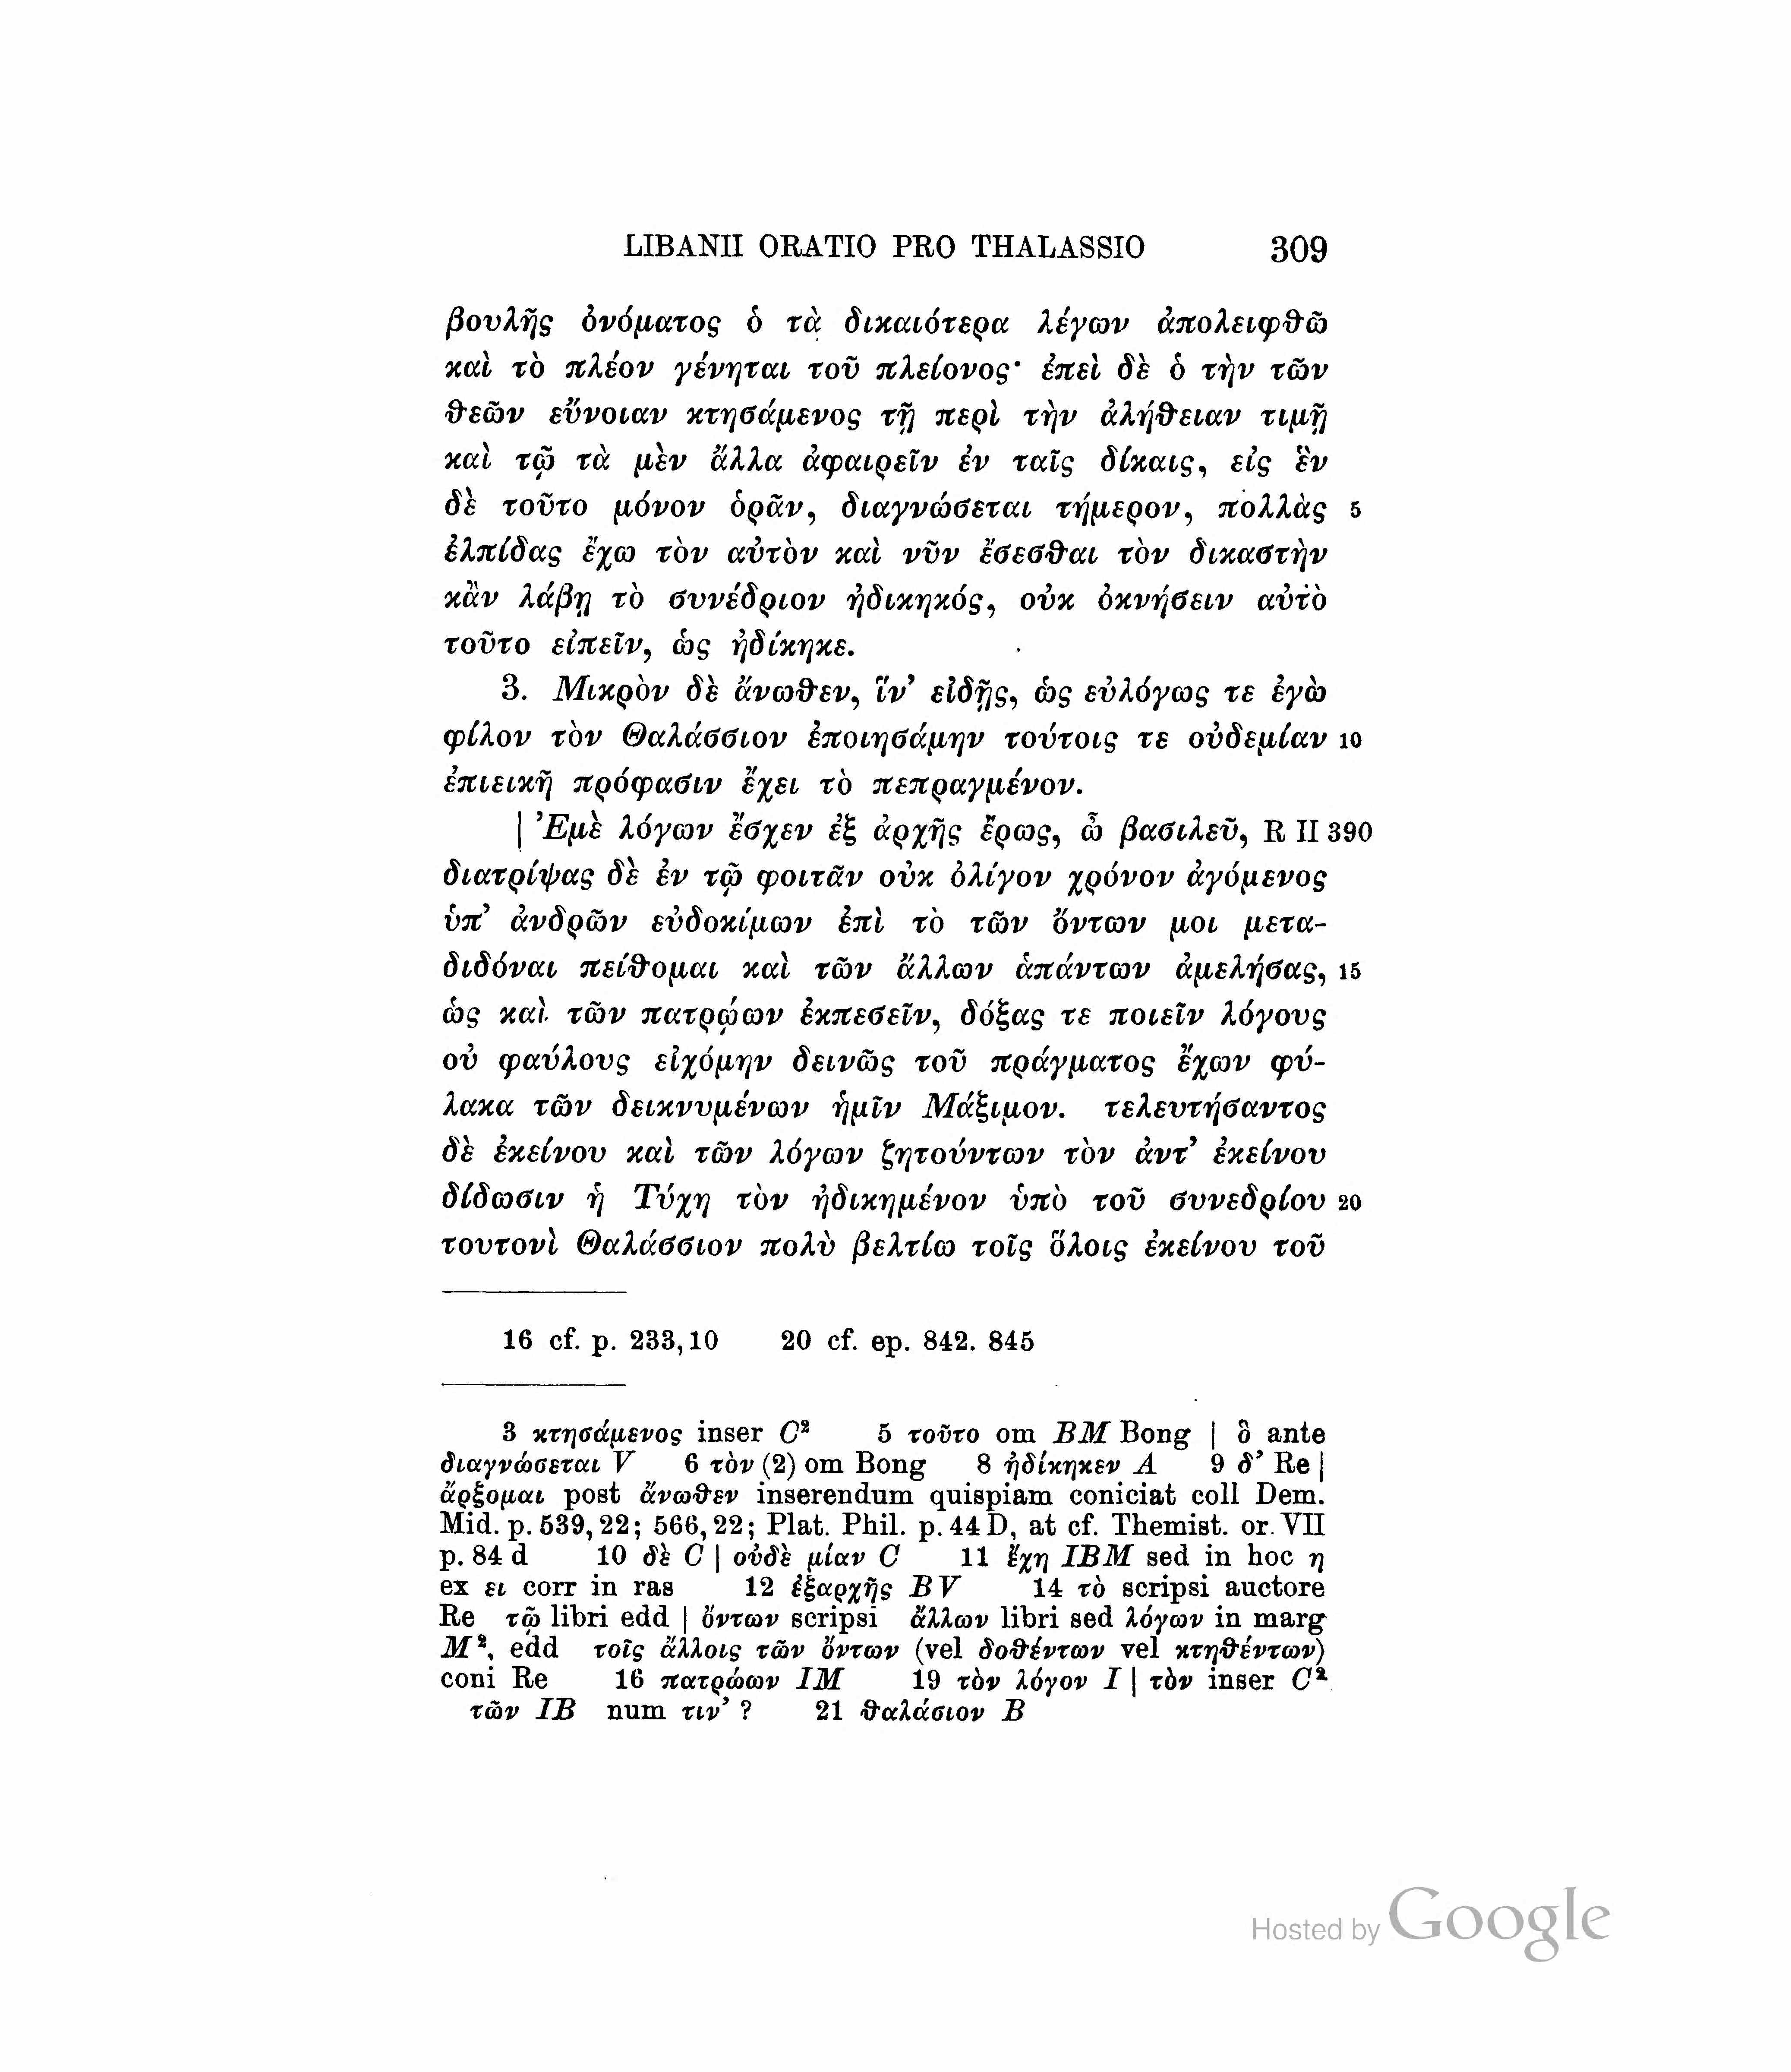 LIBANII ORATIO PRO THALASSIO 309
βουλῆς ὀνόματος ὁ τὰ δικαιότερα λέγων ἀπολειφθῶ
καὶ τὸ πλέον γένηται τοῦ πλείονος· ἐπεὶ δὲ ὁ τὴν τῶν
θεῶν εὔνοιαν κτησάμενος τῇ περὶ τὴν ἀλήθειαν τιμῇ
καὶ τῷ τὰ μὲν ἄλλα ἀφαιρεῖν ἐν ταῖς δίκαις, εἰς ἓν
δὲ τοῦτο μόνον ὁρᾶν, διαγνώσεται τήμερον, πολλὰς 5
ἐλπίδας ἔχω τὸν αὐτὸν καὶ νῦν ἔσεσθαι τὸν δικαστὴν
κἂν λάβῃ τὸ συνέδριον ἠδικηκός, οὐκ ὀκνήσειν αὐτὸ
τοῦτο εἰπεῖν, ὡς ἠδίκηκε.
3. Μικρὸν δὲ ἄνωθεν, ἵν’ εἰδῇς, ὡς εὐλόγως τε ἐγὼ
φίλον τὸν Θαλάσσιον ἐποιησάμην τούτοις τε οὐδεμίαν 10
ἐπιεικῆ πρόφασιν ἔχει τὸ πεπραγμένον.
| Ἐμὲ λόγων ἔσχεν ἐξ ἀρχῆς ἔρως, ὦ βασιλεῦ, R II 390
διατρίψας δὲ ἐν τῷ φοιτᾶν οὐκ ὀλίγον χρόνον ἀγόμενος
ὑπ’ ἀνδρῶν εὐδοκίμων ἐπὶ τὸ τῶν ὄντων μοι μετα-
διδόναι πείθομαι καὶ τῶν ἄλλων ἁπάντων ἀμελήσας, 15
ὡς καὶ τῶν πατρῴων ἐκπεσεῖν, δόξας τε ποιεῖν λόγους
οὐ φαύλους εἰχόμην δεινῶς τοῦ πράγματος ἔχων φύ-
λακα τῶν δεικνυμένων ἡμῖν Μάξιμον. τελευτήσαντος
δὲ ἐκείνου καὶ τῶν λόγων ζητούντων τὸν ἀντ’ ἐκείνου
δίδωσιν ἡ Τύχη τὸν ἠδικημένον ὑπὸ τοῦ συνεδρίου 20
τουτονὶ Θαλάσσιον πολὺ βελτίω τοῖς ὅλοις ἐκείνου τοῦ
16 cf. p. 233,10 20 cf. ep. 842. 845
3 κτησάμενος inser C² 5 τοῦτο om BM Bong | ὃ ante
διαγνώσεται V 6 τὸν (2) om Bong 8 ἠδίκηκεν A 9 δ’ Re |
ἄρξομαι post ἄνωθεν inserendum quispiam coniciat coll Dem.
Mid. p. 539, 22; 566, 22; Plat. Phil. p. 44 D, at cf. Themist. or. VII
p. 84 d 10 δὲ C | οὐδὲ μίαν C 11 ἔχη IBM sed in hoc η
ex ει corr in ras 12 ἐξαρχῆς BV 14 τὸ scripsi auctore
Re τῷ libri edd | ὄντων scripsi ἄλλων libri sed λόγων in marg
M², edd τοῖς ἄλλοις τῶν ὄντων (vel δοθέντων vel κτηθέντων)
coni Re 16 πατρώων IM 19 τὸν λόγον I | τὸν inser C²
τῶν IB num τιν’ ? 21 θαλάσιον B
Hosted by Google